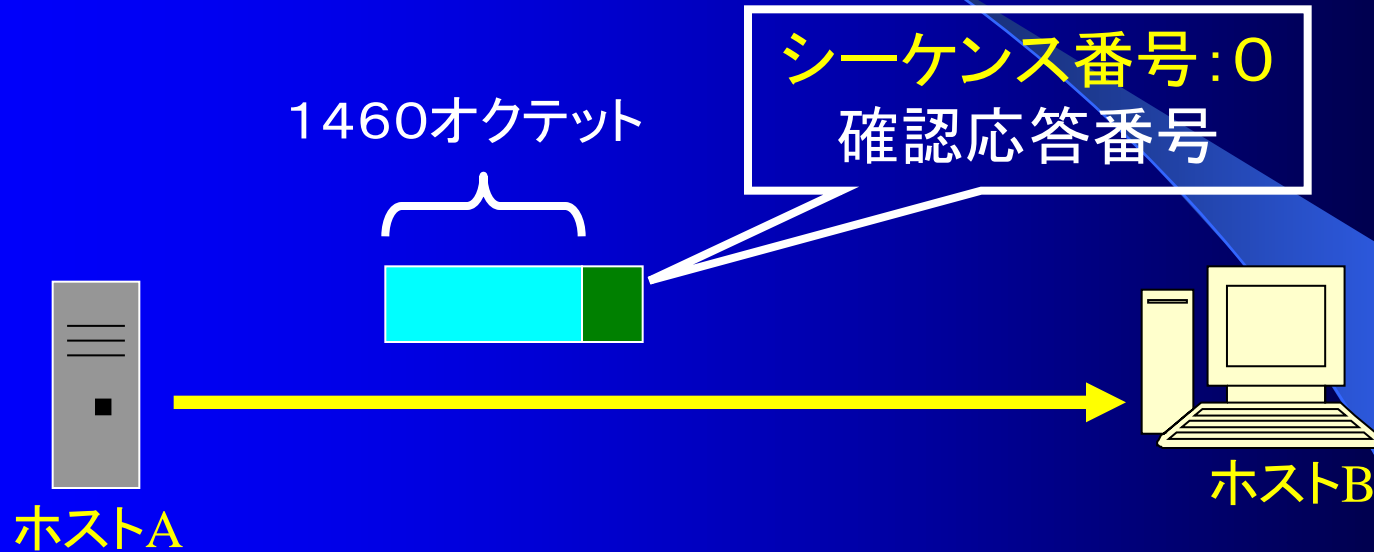 シーケンス番号：０
確認応答番号
１４６０オクテット
ホストA
ホストB